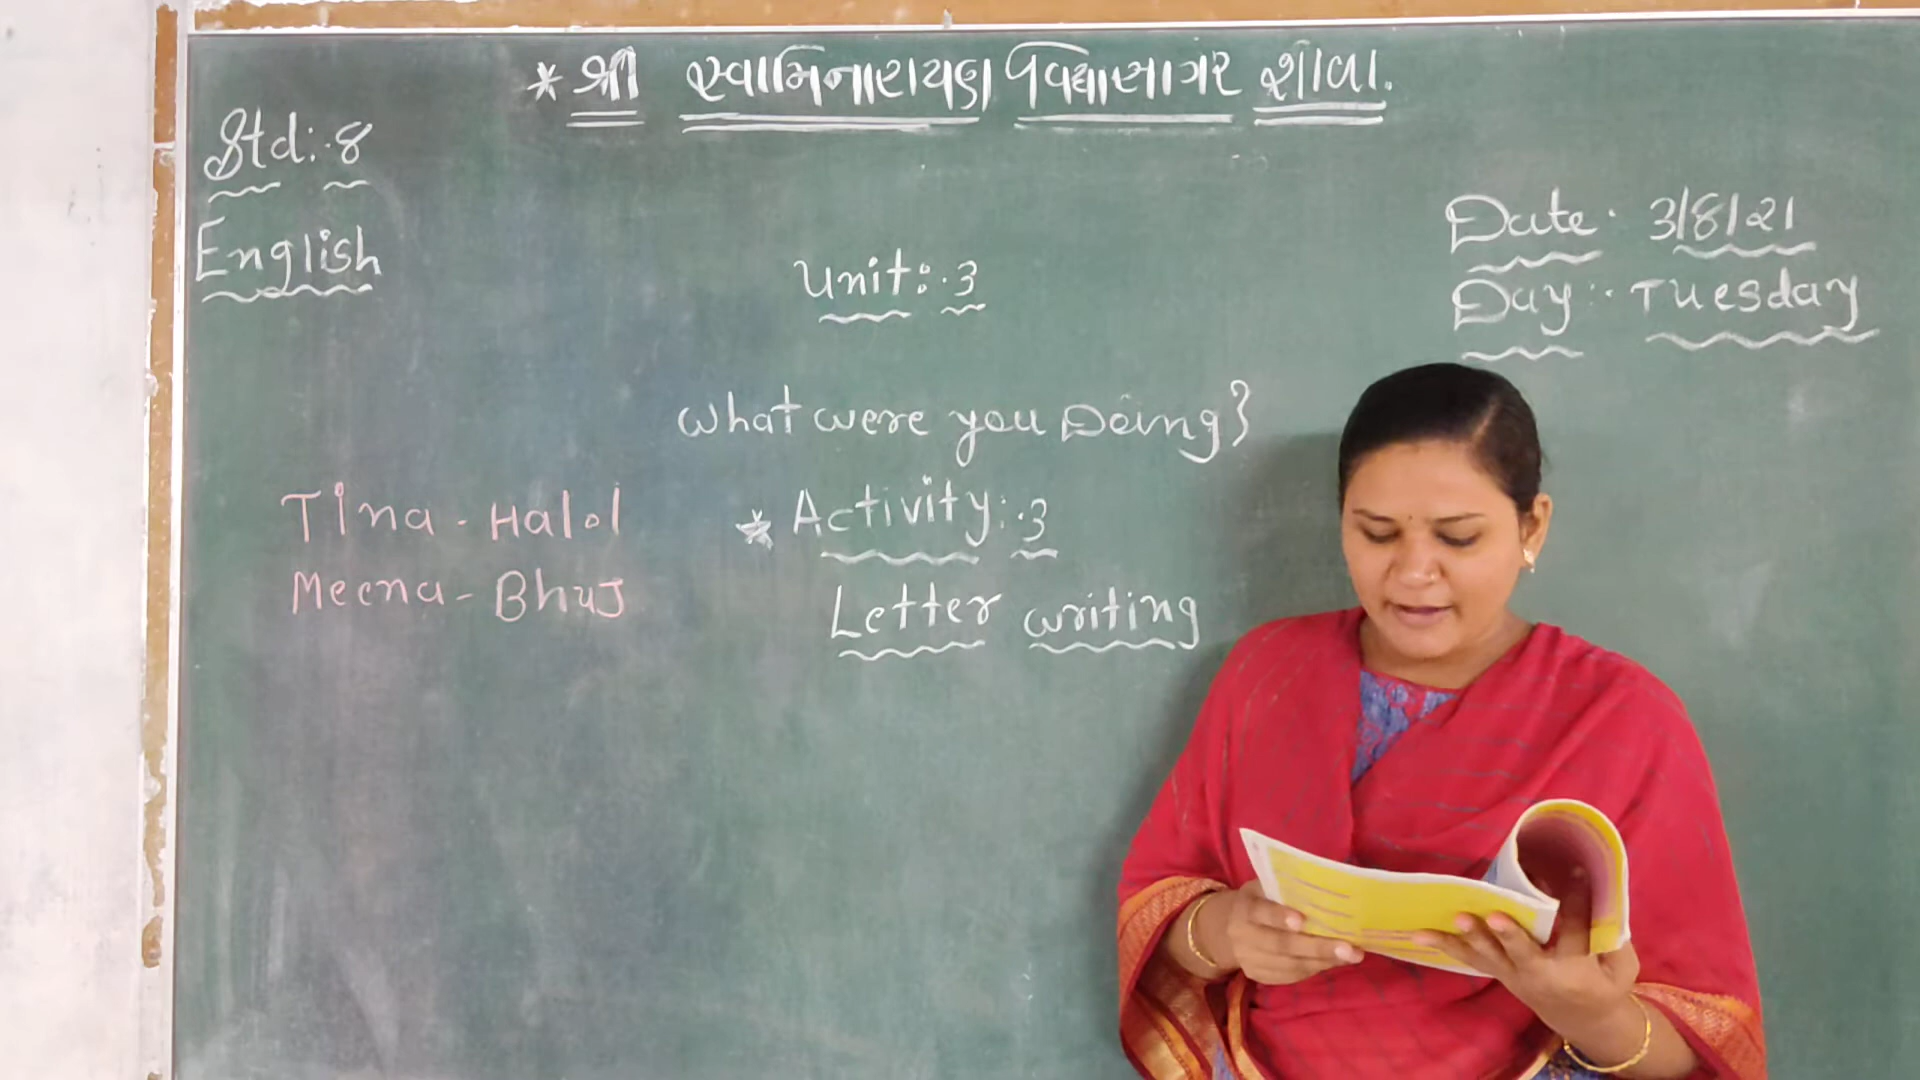 * શ્રી સ્વામિનારાયણ વિદ્યાસાગર શાળા.
Std:-8
English
Date:- 3/8/21
Day:- Tuesday
Unit:-3
What were you Doing?
* Activity:-3
Letter writing
Tina - Halol
Meena - Bhuj